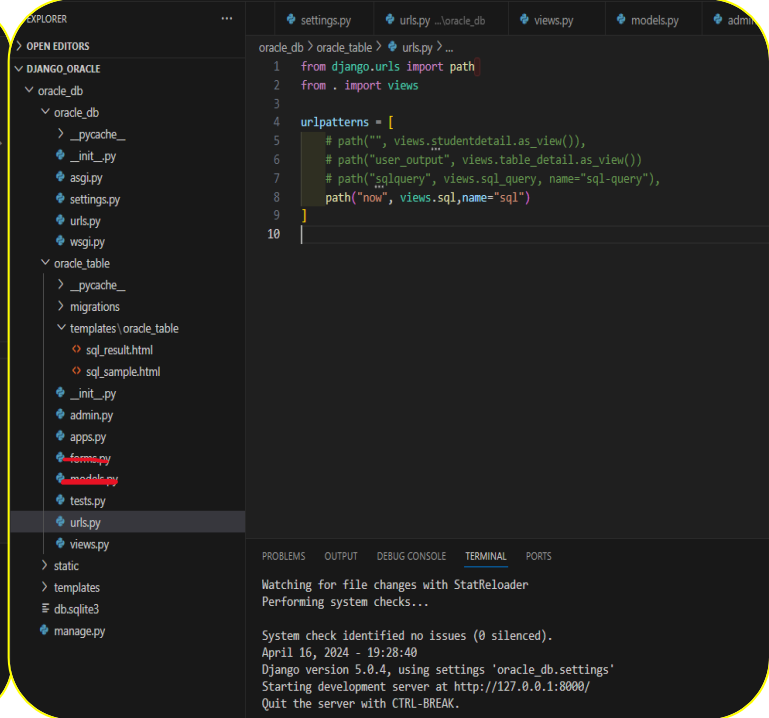 EXPLORER ...
settings.py urls.py ...\oracle_db views.py models.py admi
OPEN EDITORS
DJANGO_ORACLE
oracle_db
oracle_db
__pycache__
__init__.py
asgi.py
settings.py
urls.py
wsgi.py
oracle_table
__pycache__
migrations
templates\oracle_table
sql_result.html
sql_sample.html
__init__.py
admin.py
apps.py
forms.py
models.py
tests.py
urls.py
views.py
static
templates
db.sqlite3
manage.py
oracle_db > oracle_table > urls.py > ...
1 from django.urls import path
2 from . import views
3
4 urlpatterns = [
5 # path("", views.studentdetail.as_view()),
6 # path("user_output", views.table_detail.as_view())
7 # path("sqlquery", views.sql_query, name="sql-query"),
8 path("now", views.sql,name="sql")
9 ]
10
PROBLEMS OUTPUT DEBUG CONSOLE TERMINAL PORTS
Watching for file changes with StatReloader
Performing system checks...
System check identified no issues (0 silenced).
April 16, 2024 - 19:28:40
Django version 5.0.4, using settings 'oracle_db.settings'
Starting development server at http://127.0.0.1:8000/
Quit the server with CTRL-BREAK.